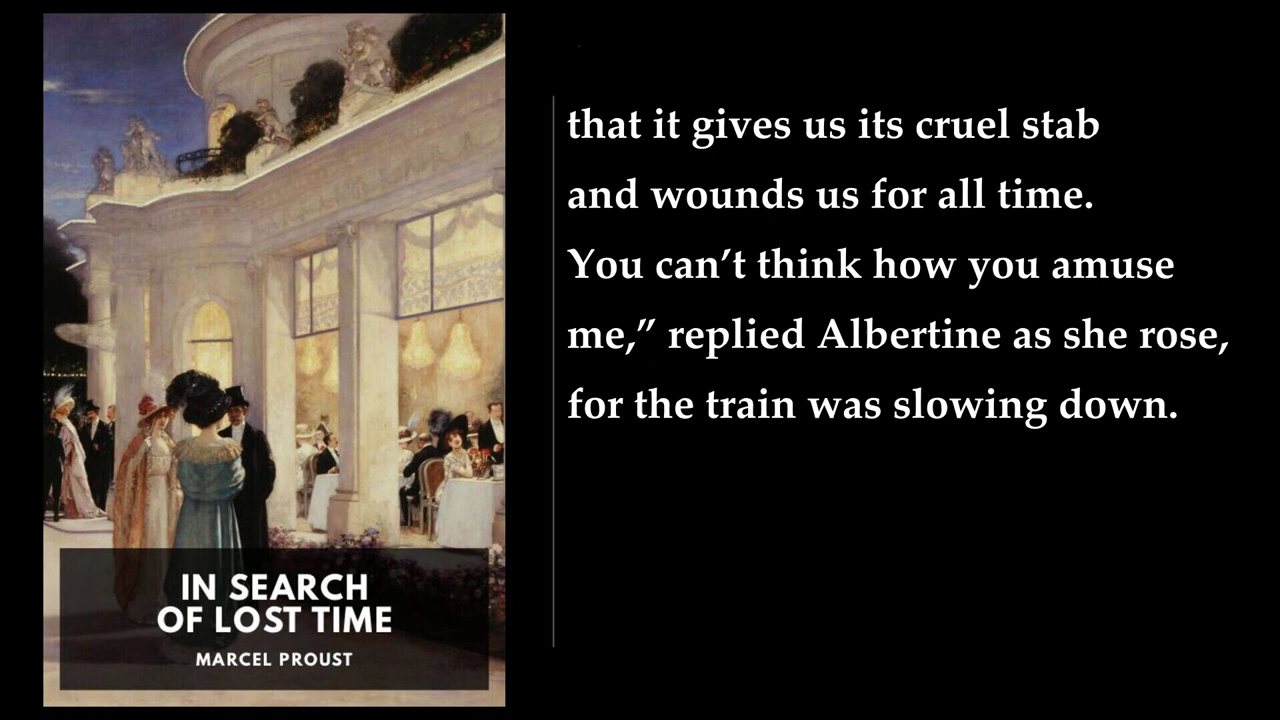 IN SEARCH
OF LOST TIME
MARCEL PROUST
that it gives us its cruel stab
and wounds us for all time.
You can’t think how you amuse
me,” replied Albertine as she rose,
for the train was slowing down.